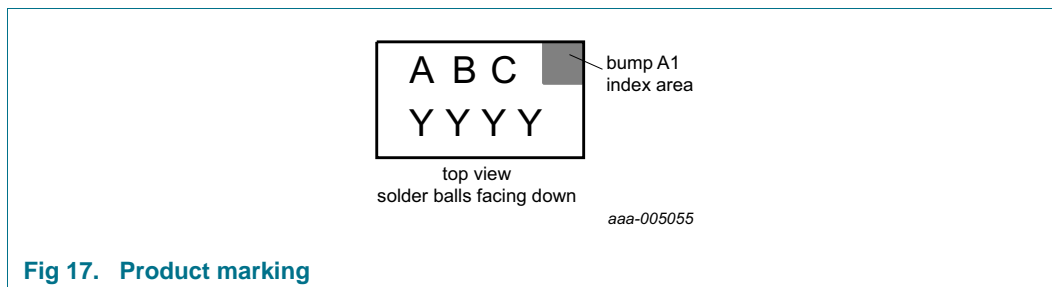 A B C
Y Y Y Y
bump A1
index area
top view
solder balls facing down
aaa-005055
Fig 17. Product marking